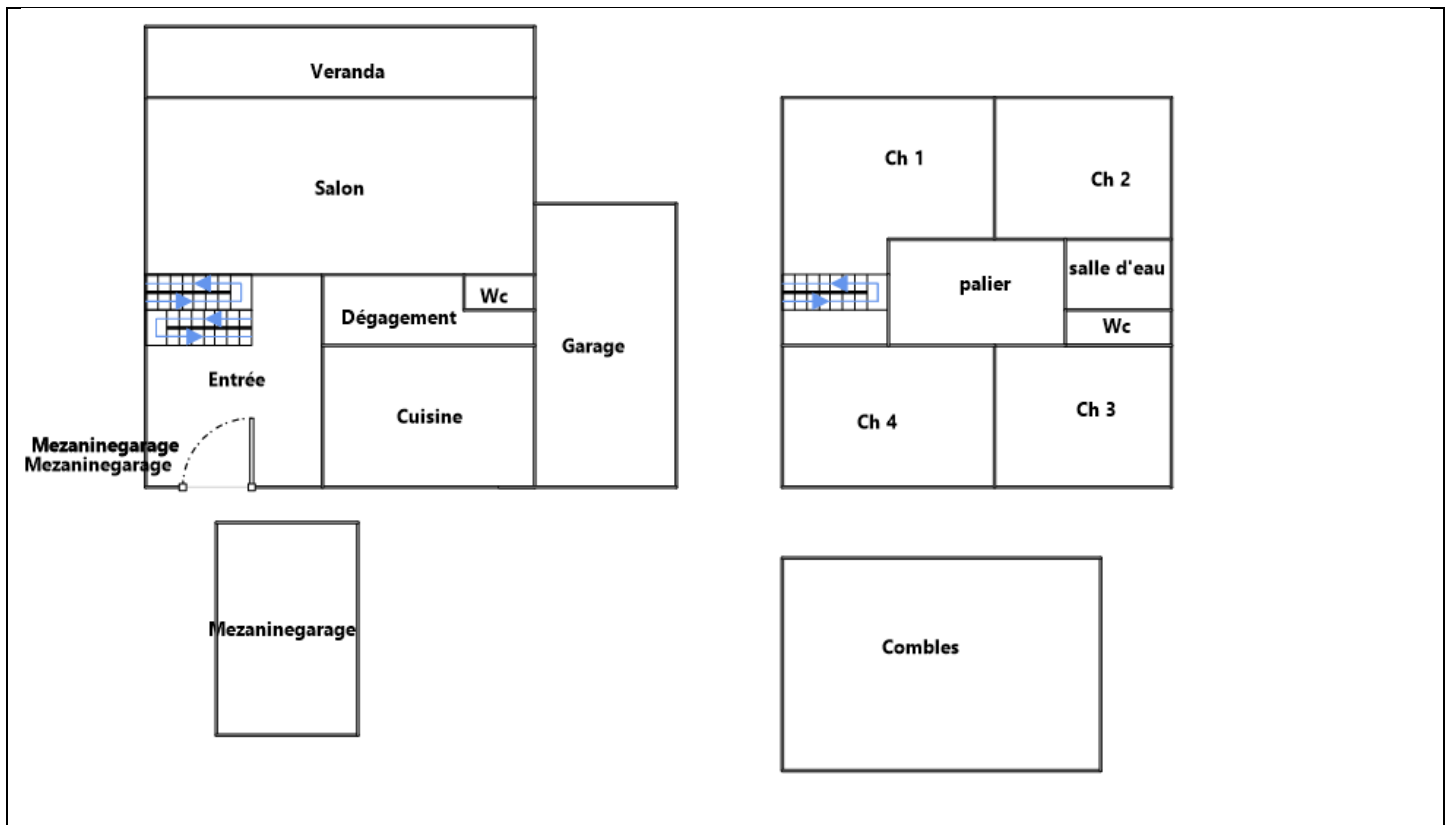 Veranda
Salon
Wc
Dégagement
Garage
Entrée
Cuisine
Mezaninegarage
Mezaninegarage
Mezaninegarage
Ch 1
Ch 2
salle d'eau
palier
Wc
Ch 3
Ch 4
Combles